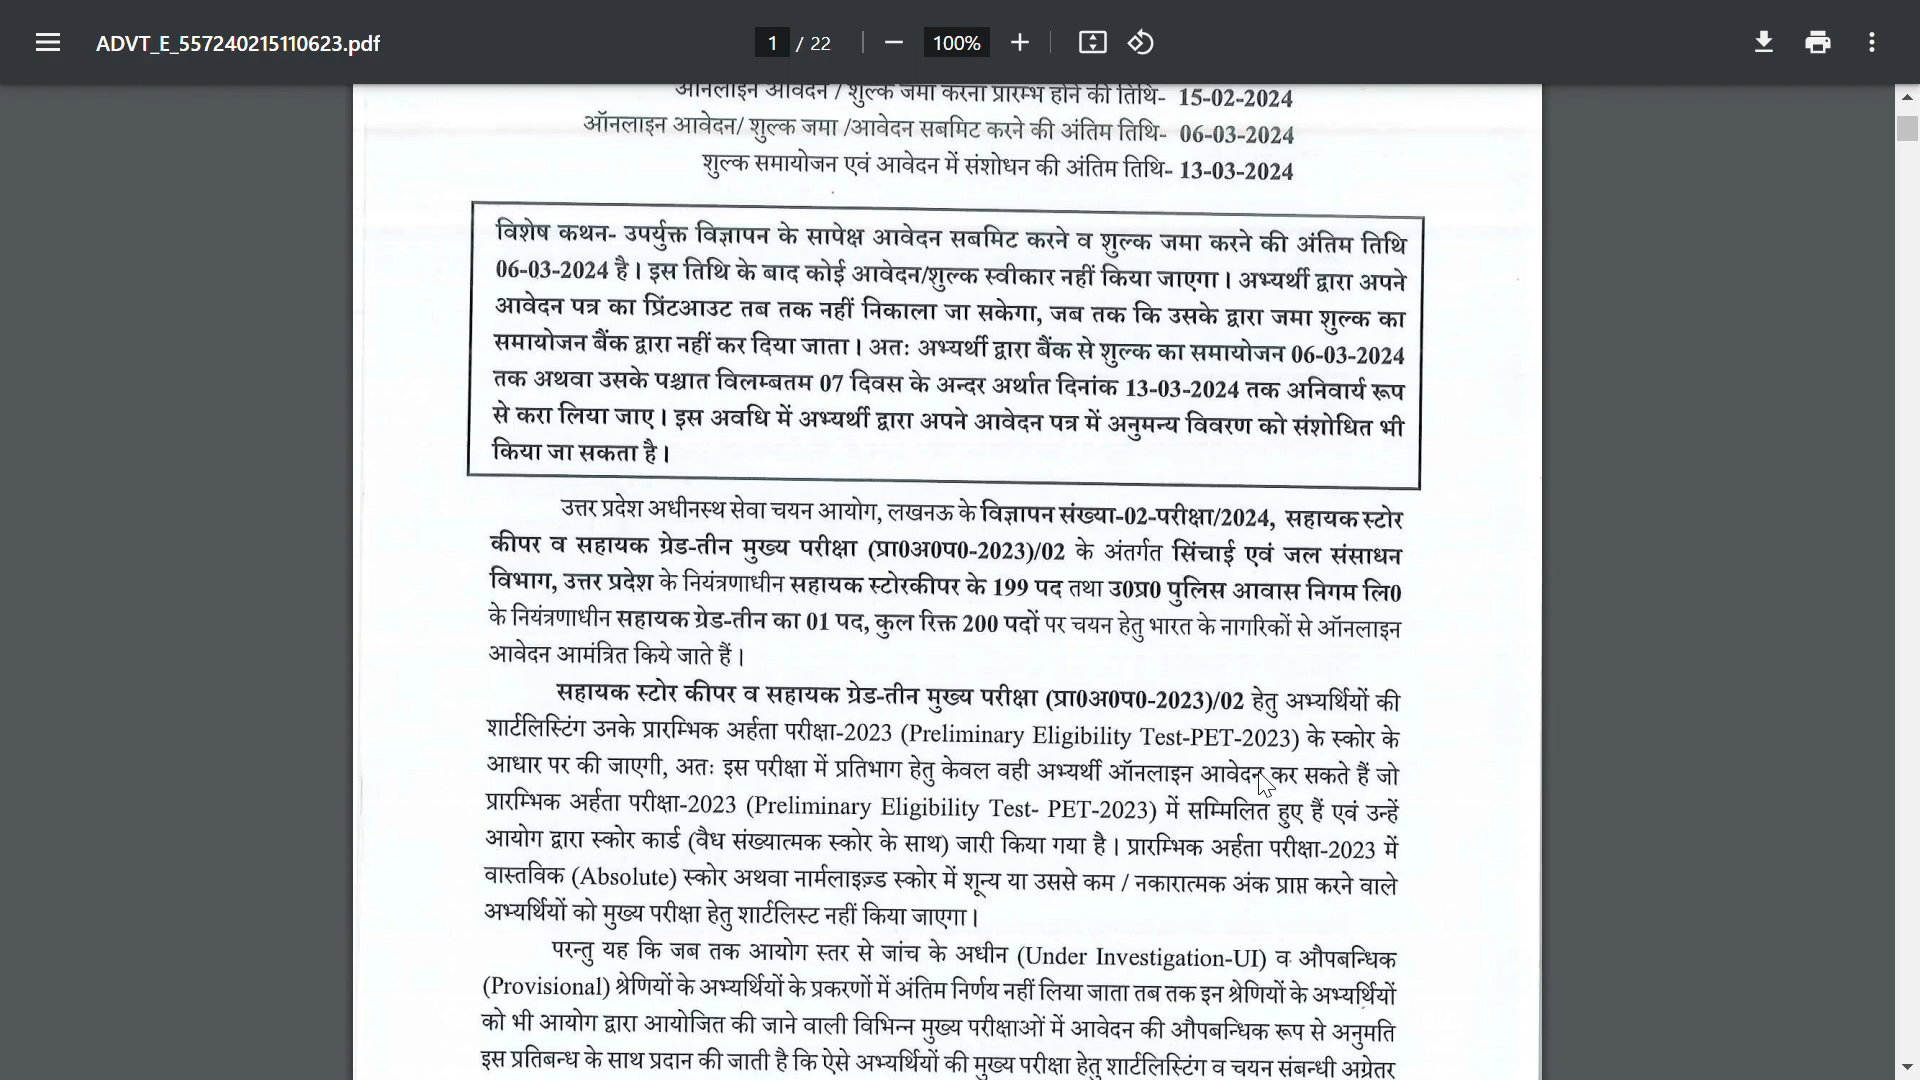 ADVT_E_557240215110623.pdf
1 / 22
100%
ऑनलाइन आवेदन / शुल्क जमा करना प्रारम्भ होने की तिथि- 15-02-2024
ऑनलाइन आवेदन/ शुल्क जमा /आवेदन सबमिट करने की अंतिम तिथि- 06-03-2024
शुल्क समायोजन एवं आवेदन में संशोधन की अंतिम तिथि- 13-03-2024
विशेष कथन- उपर्युक्त विज्ञापन के सापेक्ष आवेदन सबमिट करने व शुल्क जमा करने की अंतिम तिथि
06-03-2024 है। इस तिथि के बाद कोई आवेदन/शुल्क स्वीकार नहीं किया जाएगा। अभ्यर्थी द्वारा अपने
आवेदन पत्र का प्रिंटआउट तब तक नहीं निकाला जा सकेगा, जब तक कि उसके द्वारा जमा शुल्क का
समायोजन बैंक द्वारा नहीं कर दिया जाता। अतः अभ्यर्थी द्वारा बैंक से शुल्क का समायोजन 06-03-2024
तक अथवा उसके पश्चात विलम्बतम 07 दिवस के अन्दर अर्थात दिनांक 13-03-2024 तक अनिवार्य रूप
से करा लिया जाए। इस अवधि में अभ्यर्थी द्वारा अपने आवेदन पत्र में अनुमन्य विवरण को संशोधित भी
किया जा सकता है।
उत्तर प्रदेश अधीनस्थ सेवा चयन आयोग, लखनऊ के विज्ञापन संख्या-02-परीक्षा/2024, सहायक स्टोर
कीपर व सहायक ग्रेड-तीन मुख्य परीक्षा (प्रा0अ0प0-2023)/02 के अंतर्गत सिंचाई एवं जल संसाधन
विभाग, उत्तर प्रदेश के नियंत्रणाधीन सहायक स्टोरकीपर के 199 पद तथा उ0प्र0 पुलिस आवास निगम लि0
के नियंत्रणाधीन सहायक ग्रेड-तीन का 01 पद, कुल रिक्त 200 पदों पर चयन हेतु भारत के नागरिकों से ऑनलाइन
आवेदन आमंत्रित किये जाते हैं।
सहायक स्टोर कीपर व सहायक ग्रेड-तीन मुख्य परीक्षा (प्रा0अ0प0-2023)/02 हेतु अभ्यर्थियों की
शार्टलिस्टिंग उनके प्रारम्भिक अर्हता परीक्षा-2023 (Preliminary Eligibility Test-PET-2023) के स्कोर के
आधार पर की जाएगी, अतः इस परीक्षा में प्रतिभाग हेतु केवल वही अभ्यर्थी ऑनलाइन आवेदन कर सकते हैं जो
प्रारम्भिक अर्हता परीक्षा-2023 (Preliminary Eligibility Test- PET-2023) में सम्मिलित हुए हैं एवं उन्हें
आयोग द्वारा स्कोर कार्ड (वैध संख्यात्मक स्कोर के साथ) जारी किया गया है। प्रारम्भिक अर्हता परीक्षा-2023 में
वास्तविक (Absolute) स्कोर अथवा नार्मलाइज़्ड स्कोर में शून्य या उससे कम / नकारात्मक अंक प्राप्त करने वाले
अभ्यर्थियों को मुख्य परीक्षा हेतु शार्टलिस्ट नहीं किया जाएगा।
परन्तु यह कि जब तक आयोग स्तर से जांच के अधीन (Under Investigation-UI) व औपबन्धिक
(Provisional) श्रेणियों के अभ्यर्थियों के प्रकरणों में अंतिम निर्णय नहीं लिया जाता तब तक इन श्रेणियों के अभ्यर्थियों
को भी आयोग द्वारा आयोजित की जाने वाली विभिन्न मुख्य परीक्षाओं में आवेदन की औपबन्धिक रूप से अनुमति
इस प्रतिबन्ध के साथ प्रदान की जाती है कि ऐसे अभ्यर्थियों की मुख्य परीक्षा हेतु शार्टलिस्टिंग व चयन संबन्धी अग्रेतर